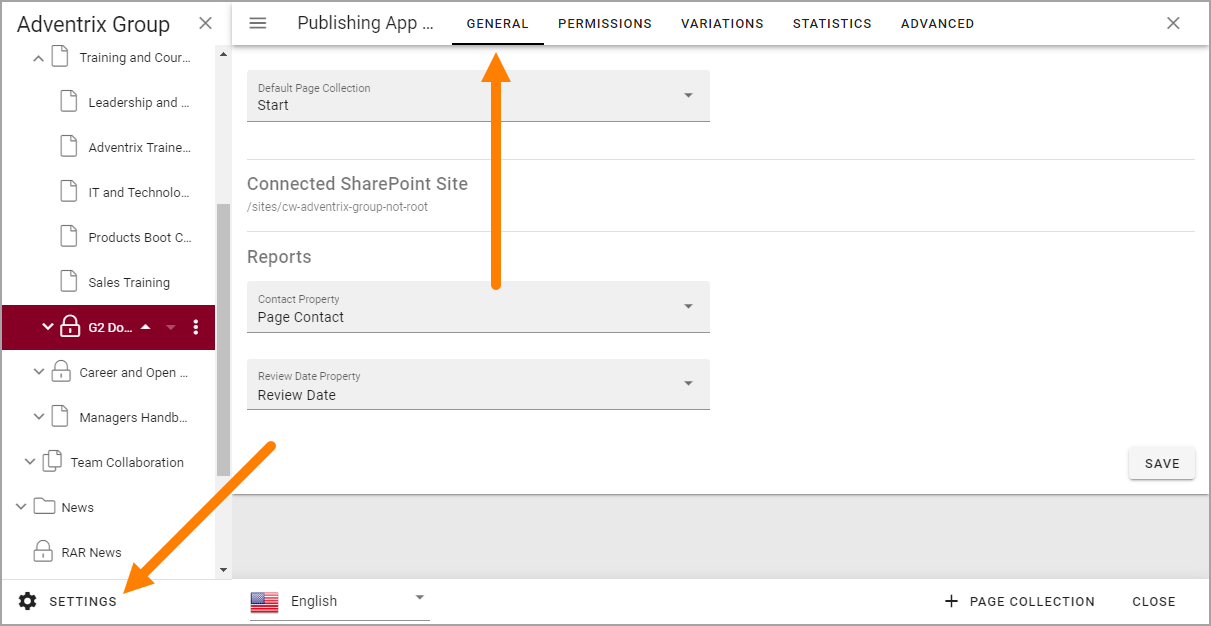 Adventrix Group
Training and Cour...
Leadership and ...
Adventrix Traine...
IT and Technolo...
Products Boot C...
Sales Training
G2 Do...
Career and Open ...
Managers Handb...
Team Collaboration
News
RAR News
SETTINGS
Publishing App ...
GENERAL
PERMISSIONS
VARIATIONS
STATISTICS
ADVANCED
Default Page Collection
Start
Connected SharePoint Site
/sites/cw-adventrix-group-not-root
Reports
Contact Property
Page Contact
Review Date Property
Review Date
SAVE
English
PAGE COLLECTION
CLOSE